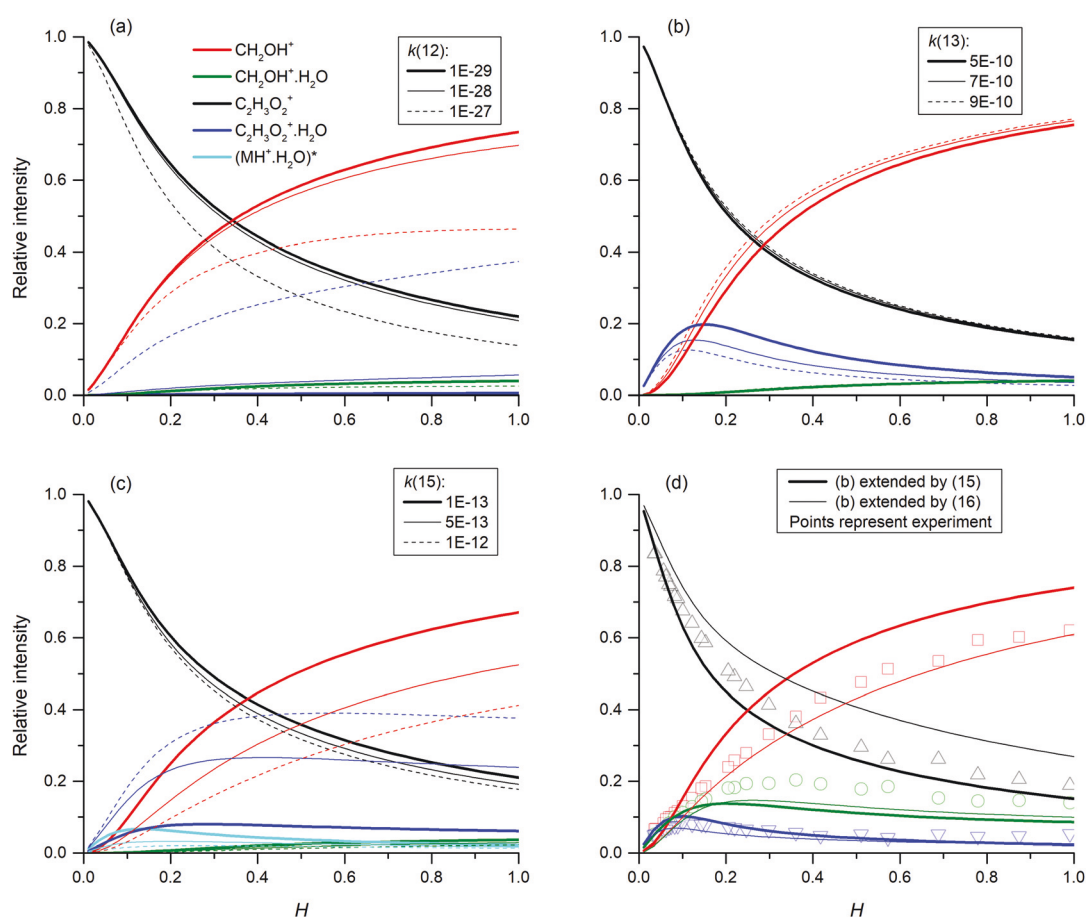 (a)
CH₂OH⁺
CH₂OH⁺.H₂O
C₂H₃O₂⁺
C₂H₃O₂⁺.H₂O
(MH⁺.H₂O)*
k(12):
1E-29
1E-28
1E-27
Relative intensity
1.0
0.8
0.6
0.4
0.2
0.0
0.0 0.2 0.4 0.6 0.8 1.0
(b)
k(13):
5E-10
7E-10
9E-10
1.0
0.8
0.6
0.4
0.2
0.0
0.0 0.2 0.4 0.6 0.8 1.0
(c)
k(15):
1E-13
5E-13
1E-12
Relative intensity
1.0
0.8
0.6
0.4
0.2
0.0
0.0 0.2 0.4 0.6 0.8 1.0
H
(d)
(b) extended by (15)
(b) extended by (16)
Points represent experiment
1.0
0.8
0.6
0.4
0.2
0.0
0.0 0.2 0.4 0.6 0.8 1.0
H